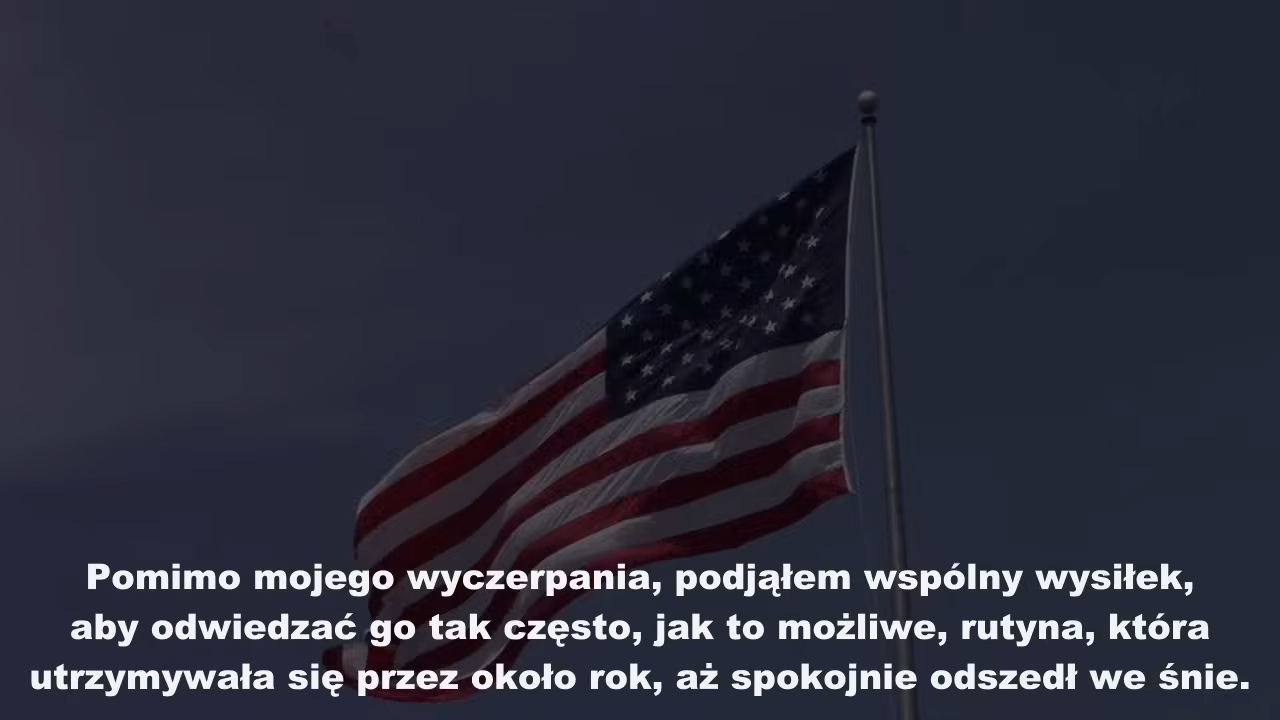 Pomimo mojego wyczerpania, podjąłem wspólny wysiłek,
aby odwiedzać go tak często, jak to możliwe, rutyna, która
utrzymywała się przez około rok, aż spokojnie odszedł we śnie.